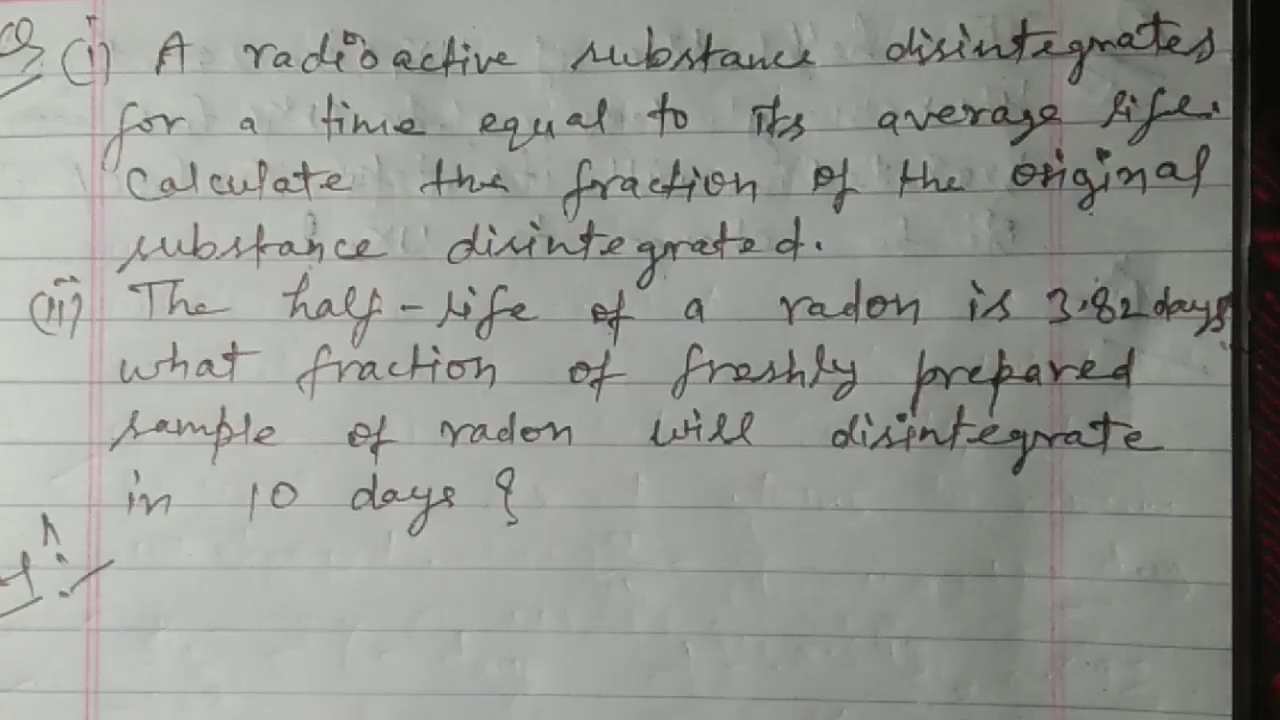 Q (i) A radioactive substance disintegrates
for a time equal to its average life.
Calculate the fraction of the original
substance disintegrated.
(ii) The half-life of a radon is 3.82 days
what fraction of freshly prepared
sample of radon will disintegrate
in 10 days ?